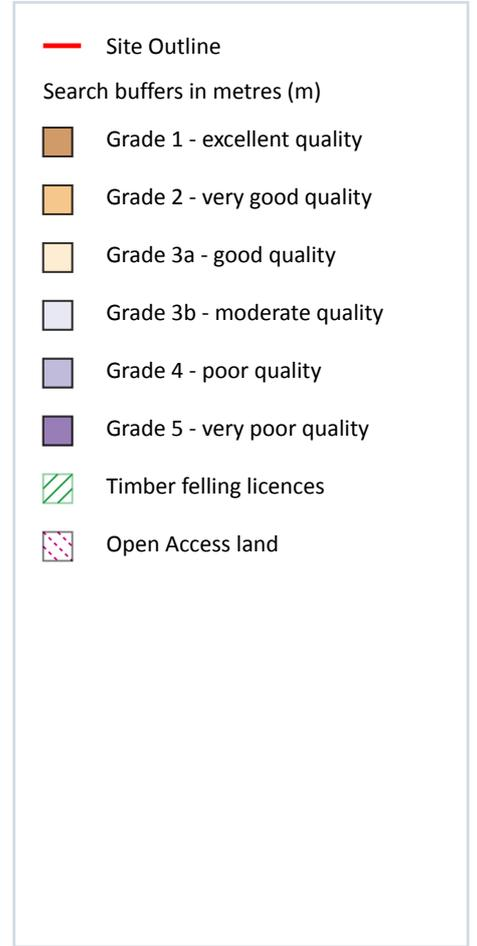 Site Outline
Search buffers in metres (m)
Grade 1 - excellent quality
Grade 2 - very good quality
Grade 3a - good quality
Grade 3b - moderate quality
Grade 4 - poor quality
Grade 5 - very poor quality
Timber felling licences
Open Access land